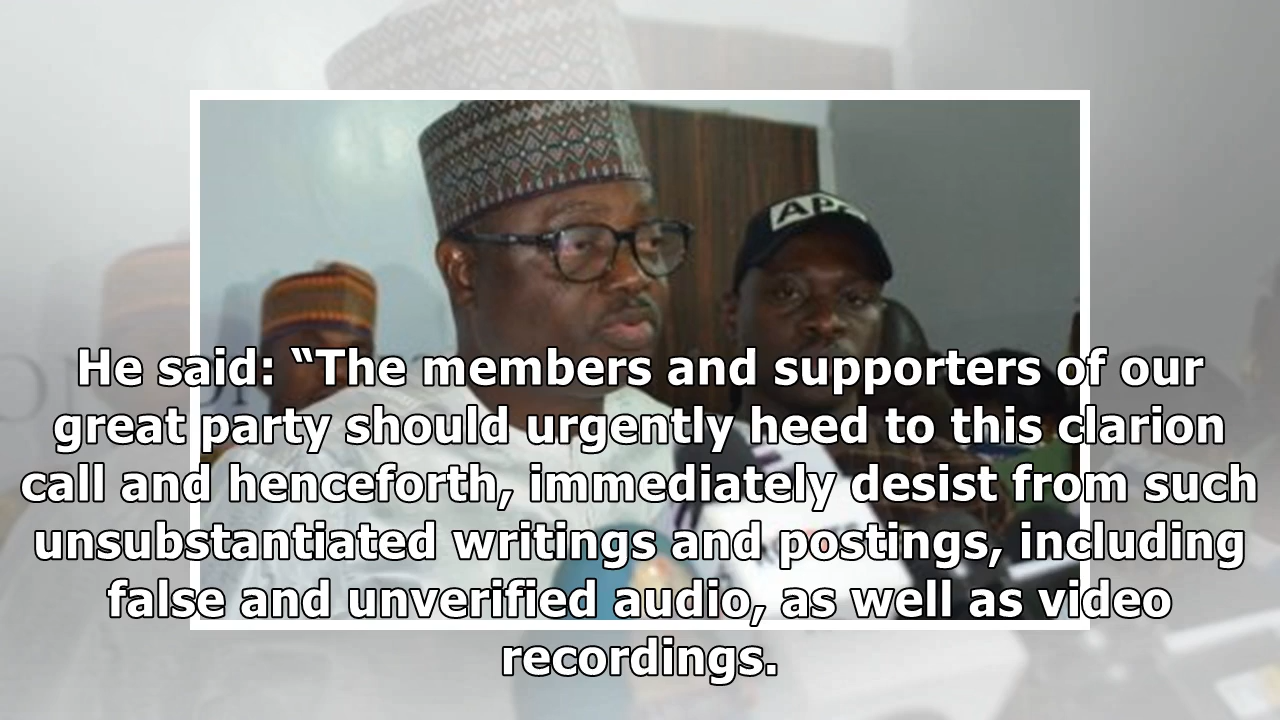 APC
He said: “The members and supporters of our
great party should urgently heed to this clarion
call and henceforth, immediately desist from such
unsubstantiated writings and postings, including
false and unverified audio, as well as video
recordings.